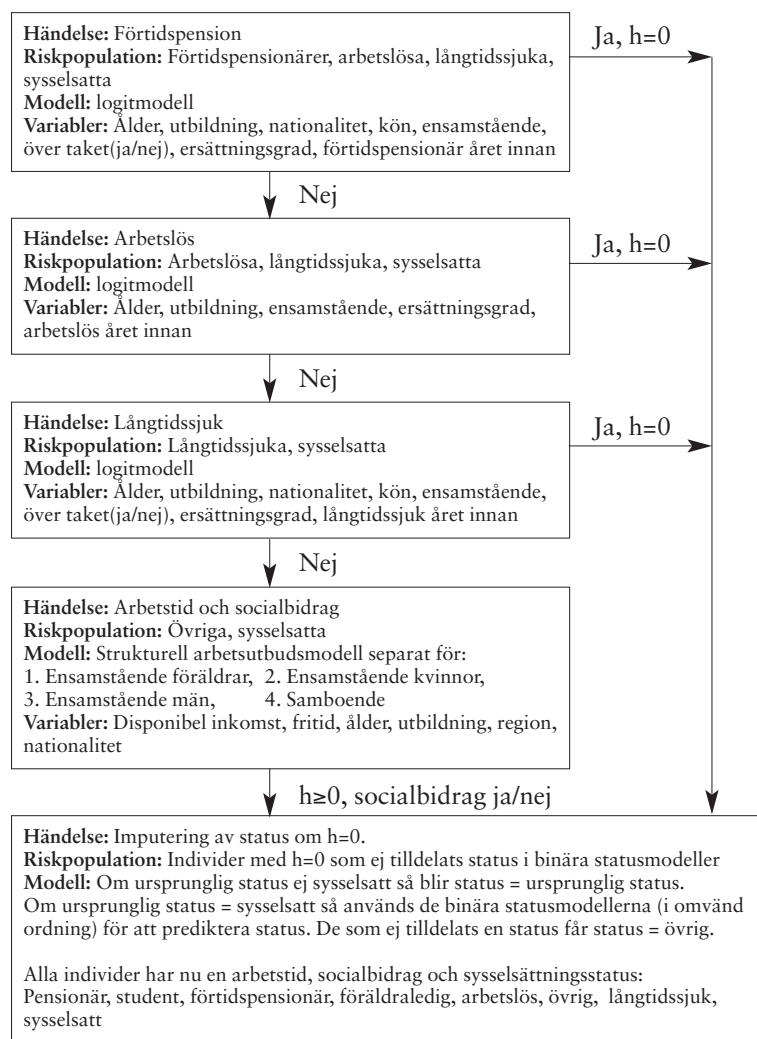 Händelse: Förtidspension
Riskpopulation: Förtidspensionärer, arbetslösa, långtidssjuka,
sysselsatta
Modell: logitmodell
Variabler: Ålder, utbildning, nationalitet, kön, ensamstående,
över taket(ja/nej), ersättningsgrad, förtidspensionär året innan
Ja, h=0
Nej
Händelse: Arbetslös
Riskpopulation: Arbetslösa, långtidssjuka, sysselsatta
Modell: logitmodell
Variabler: Ålder, utbildning, ensamstående, ersättningsgrad,
arbetslös året innan
Ja, h=0
Nej
Händelse: Långtidssjuk
Riskpopulation: Långtidssjuka, sysselsatta
Modell: logitmodell
Variabler: Ålder, utbildning, nationalitet, kön, ensamstående,
över taket(ja/nej), ersättningsgrad, långtidssjuk året innan
Ja, h=0
Nej
Händelse: Arbetstid och socialbidrag
Riskpopulation: Övriga, sysselsatta
Modell: Strukturell arbetsutbudsmodell separat för:
1. Ensamstående föräldrar, 2. Ensamstående kvinnor,
3. Ensamstående män, 4. Samboende
Variabler: Disponibel inkomst, fritid, ålder, utbildning, region,
nationalitet
h≥0, socialbidrag ja/nej
Händelse: Imputering av status om h=0.
Riskpopulation: Individer med h=0 som ej tilldelats status i binära statusmodeller
Modell: Om ursprunglig status ej sysselsatt så blir status = ursprunglig status.
Om ursprunglig status = sysselsatt så används de binära statusmodellerna (i omvänd
ordning) för att prediktera status. De som ej tilldelats en status får status = övrig.
Alla individer har nu en arbetstid, socialbidrag och sysselsättningsstatus:
Pensionär, student, förtidspensionär, föräldraledig, arbetslös, övrig, långtidssjuk,
sysselsatt